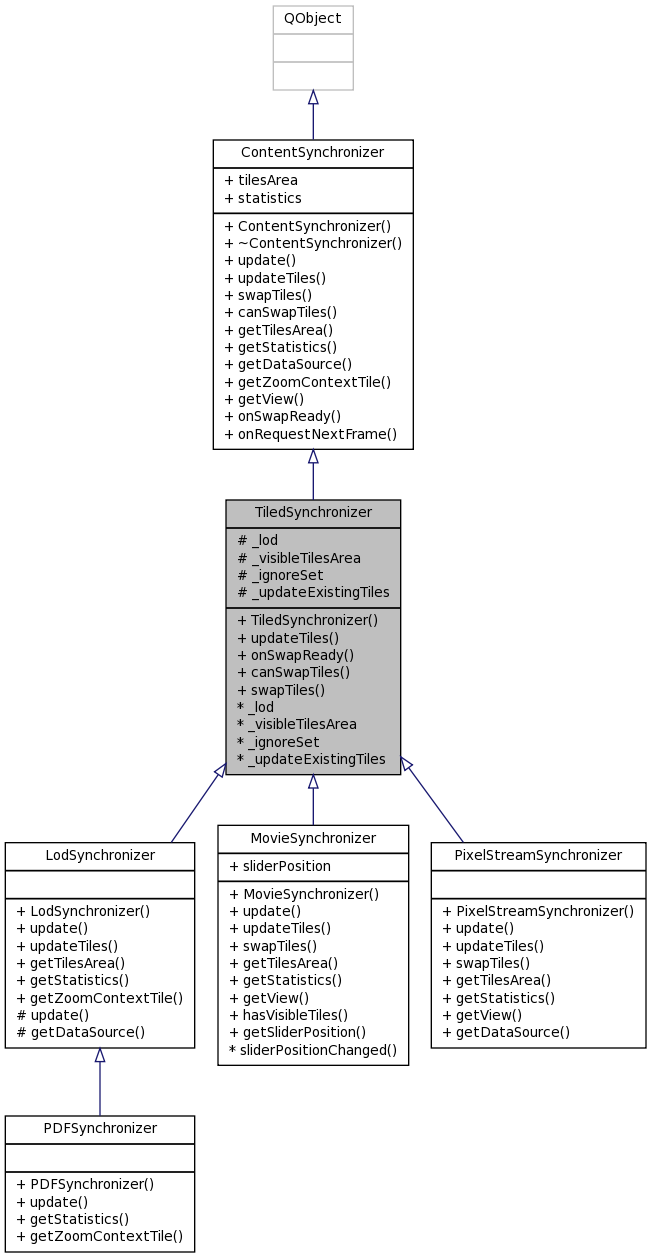 QObject
ContentSynchronizer
+ tilesArea
+ statistics
+ ContentSynchronizer()
+ ~ContentSynchronizer()
+ update()
+ updateTiles()
+ swapTiles()
+ canSwapTiles()
+ getTilesArea()
+ getStatistics()
+ getDataSource()
+ getZoomContextTile()
+ getView()
+ onSwapReady()
+ onRequestNextFrame()
TiledSynchronizer
# _lod
# _visibleTilesArea
# _ignoreSet
# _updateExistingTiles
+ TiledSynchronizer()
+ updateTiles()
+ onSwapReady()
+ canSwapTiles()
+ swapTiles()
* _lod
* _visibleTilesArea
* _ignoreSet
* _updateExistingTiles
LodSynchronizer
+ LodSynchronizer()
+ update()
+ updateTiles()
+ getTilesArea()
+ getStatistics()
+ getZoomContextTile()
# update()
# getDataSource()
MovieSynchronizer
+ sliderPosition
+ MovieSynchronizer()
+ update()
+ updateTiles()
+ swapTiles()
+ getTilesArea()
+ getStatistics()
+ getView()
+ hasVisibleTiles()
+ getSliderPosition()
* sliderPositionChanged()
PixelStreamSynchronizer
+ PixelStreamSynchronizer()
+ update()
+ updateTiles()
+ swapTiles()
+ getTilesArea()
+ getStatistics()
+ getView()
+ getDataSource()
PDFSynchronizer
+ PDFSynchronizer()
+ update()
+ getStatistics()
+ getZoomContextTile()